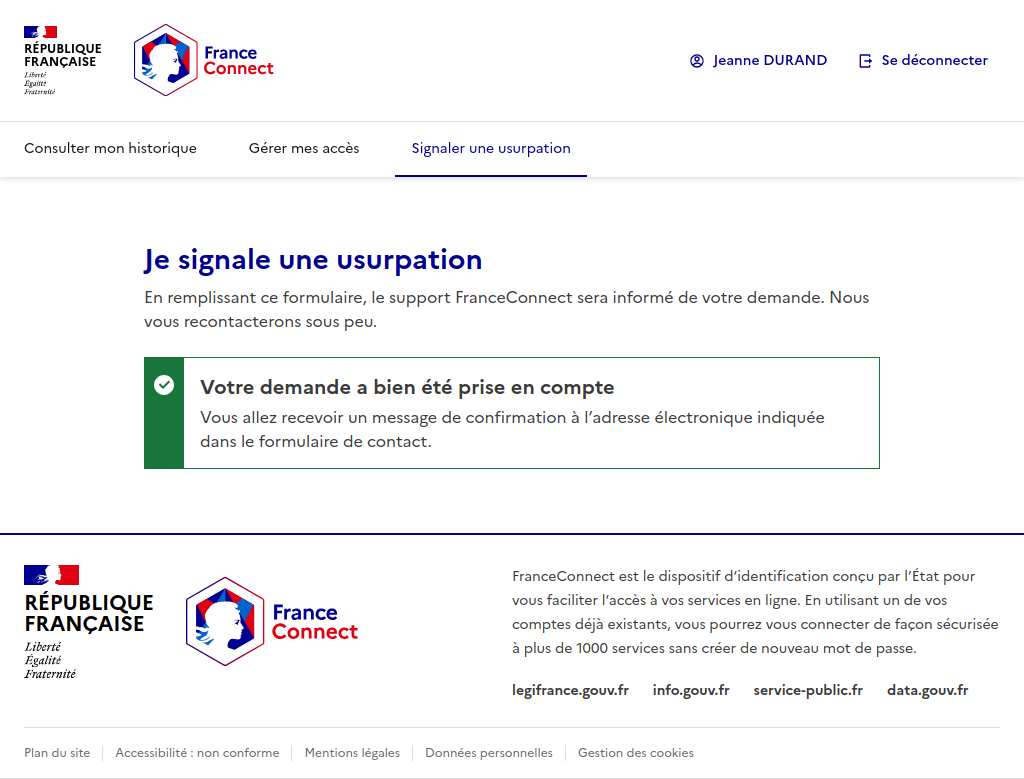 RÉPUBLIQUE
FRANÇAISE
Liberté
Égalité
Fraternité
France
Connect
Jeanne DURAND
Se déconnecter
Consulter mon historique
Gérer mes accès
Signaler une usurpation
Je signale une usurpation
En remplissant ce formulaire, le support FranceConnect sera informé de votre demande. Nous
vous recontacterons sous peu.
Votre demande a bien été prise en compte
Vous allez recevoir un message de confirmation à l’adresse électronique indiquée
dans le formulaire de contact.
RÉPUBLIQUE
FRANÇAISE
Liberté
Égalité
Fraternité
France
Connect
FranceConnect est le dispositif d’identification conçu par l’État pour
vous faciliter l’accès à vos services en ligne. En utilisant un de vos
comptes déjà existants, vous pourrez vous connecter de façon sécurisée
à plus de 1000 services sans créer de nouveau mot de passe.
legifrance.gouv.fr
info.gouv.fr
service-public.fr
data.gouv.fr
Plan du site
Accessibilité : non conforme
Mentions légales
Données personnelles
Gestion des cookies